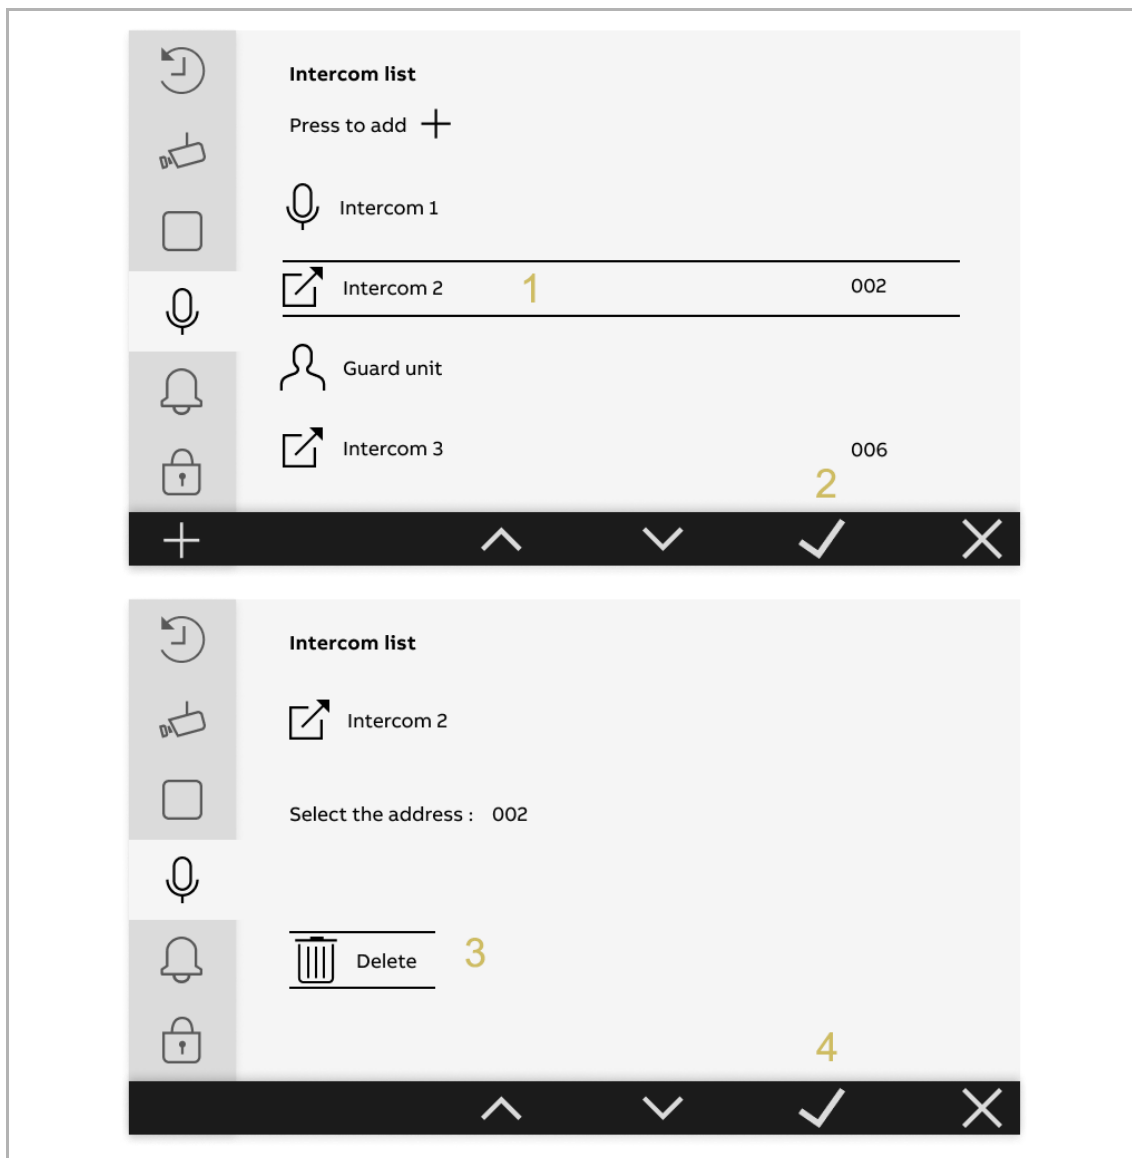 Intercom list
Press to add
Intercom 1
Intercom 2 1 002
Guard unit
Intercom 3 006
2
Intercom list
Intercom 2
Select the address : 002
Delete 3
4